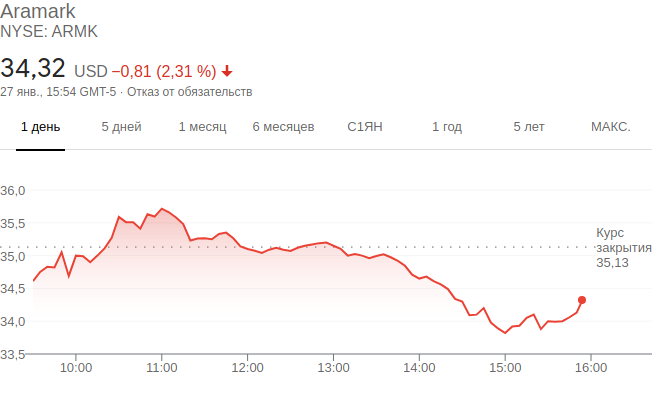 Aramark
NYSE: ARMK
34,32 USD −0,81 (2,31 %)
27 янв., 15:54 GMT-5 · Отказ от обязательств
1 день 5 дней 1 месяц 6 месяцев С1ЯН 1 год 5 лет МАКС.
36,0
35,5
35,0
34,5
34,0
33,5
Курс
закрытия
35,13
10:00 11:00 12:00 13:00 14:00 15:00 16:00